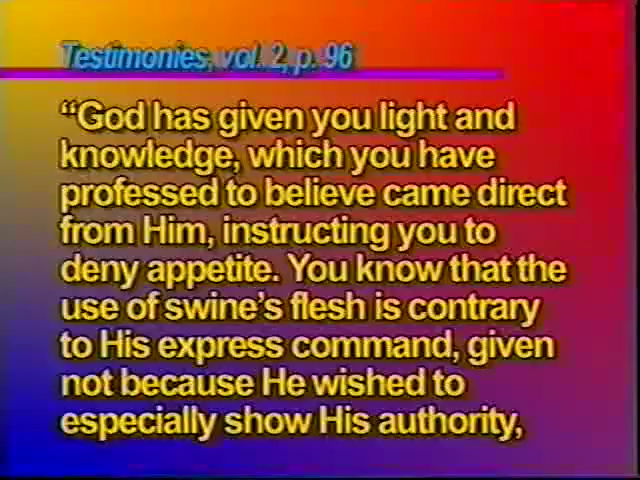 Testimonies, vol. 2, p. 96
“God has given you light and
knowledge, which you have
professed to believe came direct
from Him, instructing you to
deny appetite. You know that the
use of swine’s flesh is contrary
to His express command, given
not because He wished to
especially show His authority,